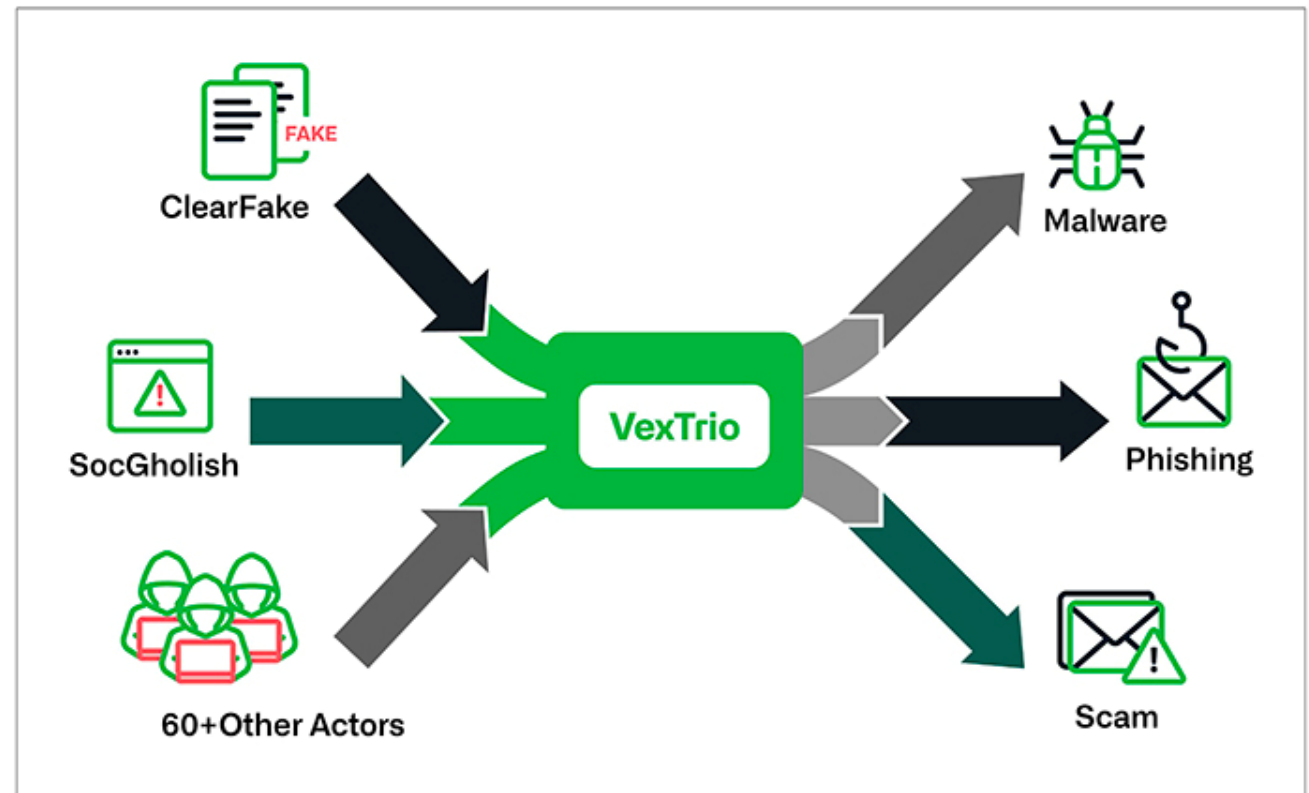 FAKE
ClearFake
SocGholish
60+Other Actors
VexTrio
Malware
Phishing
Scam